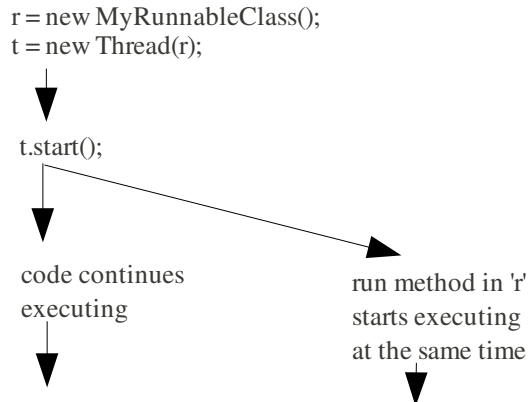 r = new MyRunnableClass();
t = new Thread(r);
t.start();
code continues
executing
run method in 'r'
starts executing
at the same time